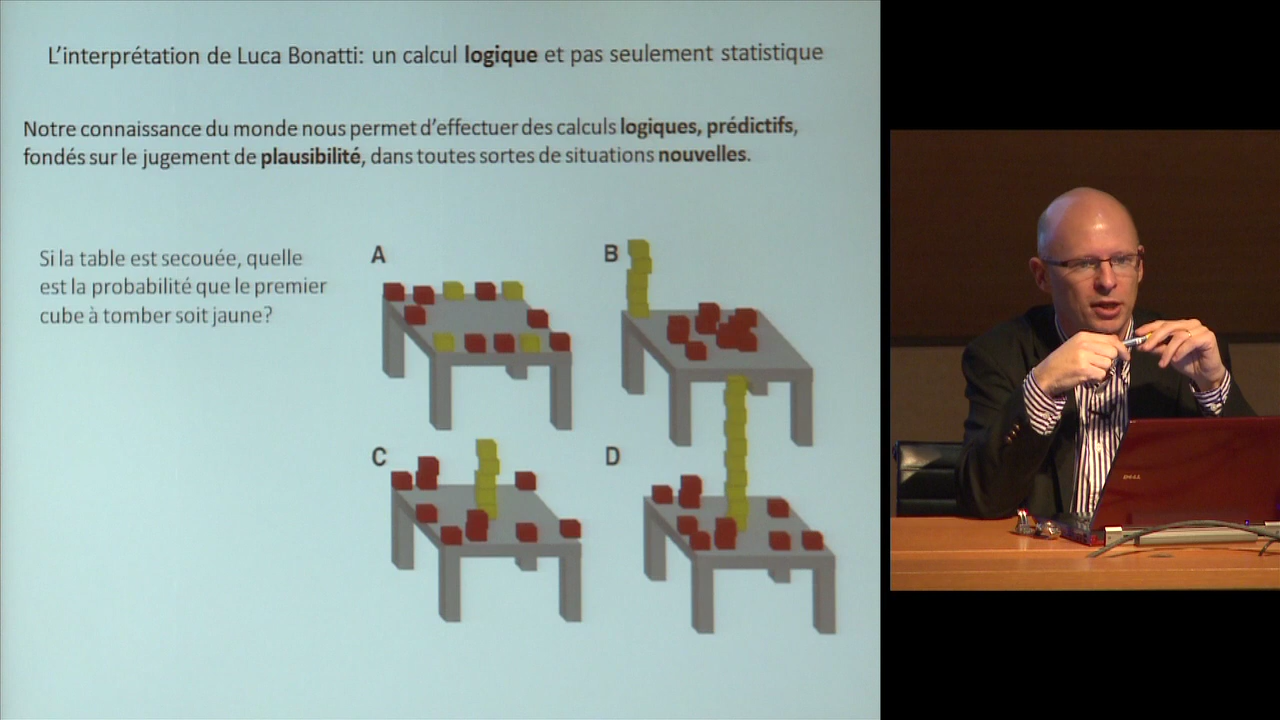 L'interprétation de Luca Bonatti: un calcul logique et pas seulement statistique
Notre connaissance du monde nous permet d'effectuer des calculs logiques, prédictifs,
fondés sur le jugement de plausibilité, dans toutes sortes de situations nouvelles.
Si la table est secouée, quelle
est la probabilité que le premier
cube à tomber soit jaune?
A
B
C
D
DELL